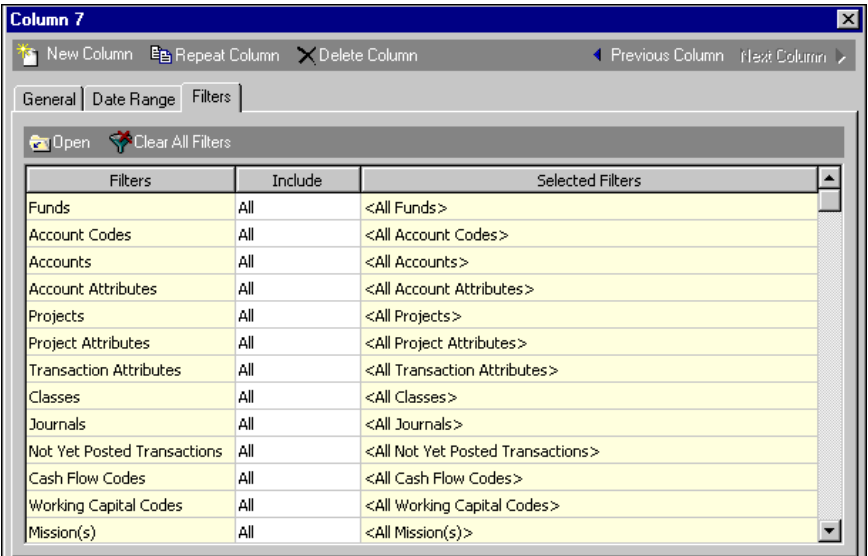 Column 7
New Column Repeat Column Delete Column Previous Column Next Column
General Date Range Filters
Open Clear All Filters
Filters Include Selected Filters
Funds All <All Funds>
Account Codes All <All Account Codes>
Accounts All <All Accounts>
Account Attributes All <All Account Attributes>
Projects All <All Projects>
Project Attributes All <All Project Attributes>
Transaction Attributes All <All Transaction Attributes>
Classes All <All Classes>
Journals All <All Journals>
Not Yet Posted Transactions All <All Not Yet Posted Transactions>
Cash Flow Codes All <All Cash Flow Codes>
Working Capital Codes All <All Working Capital Codes>
Mission(s) All <All Mission(s)>